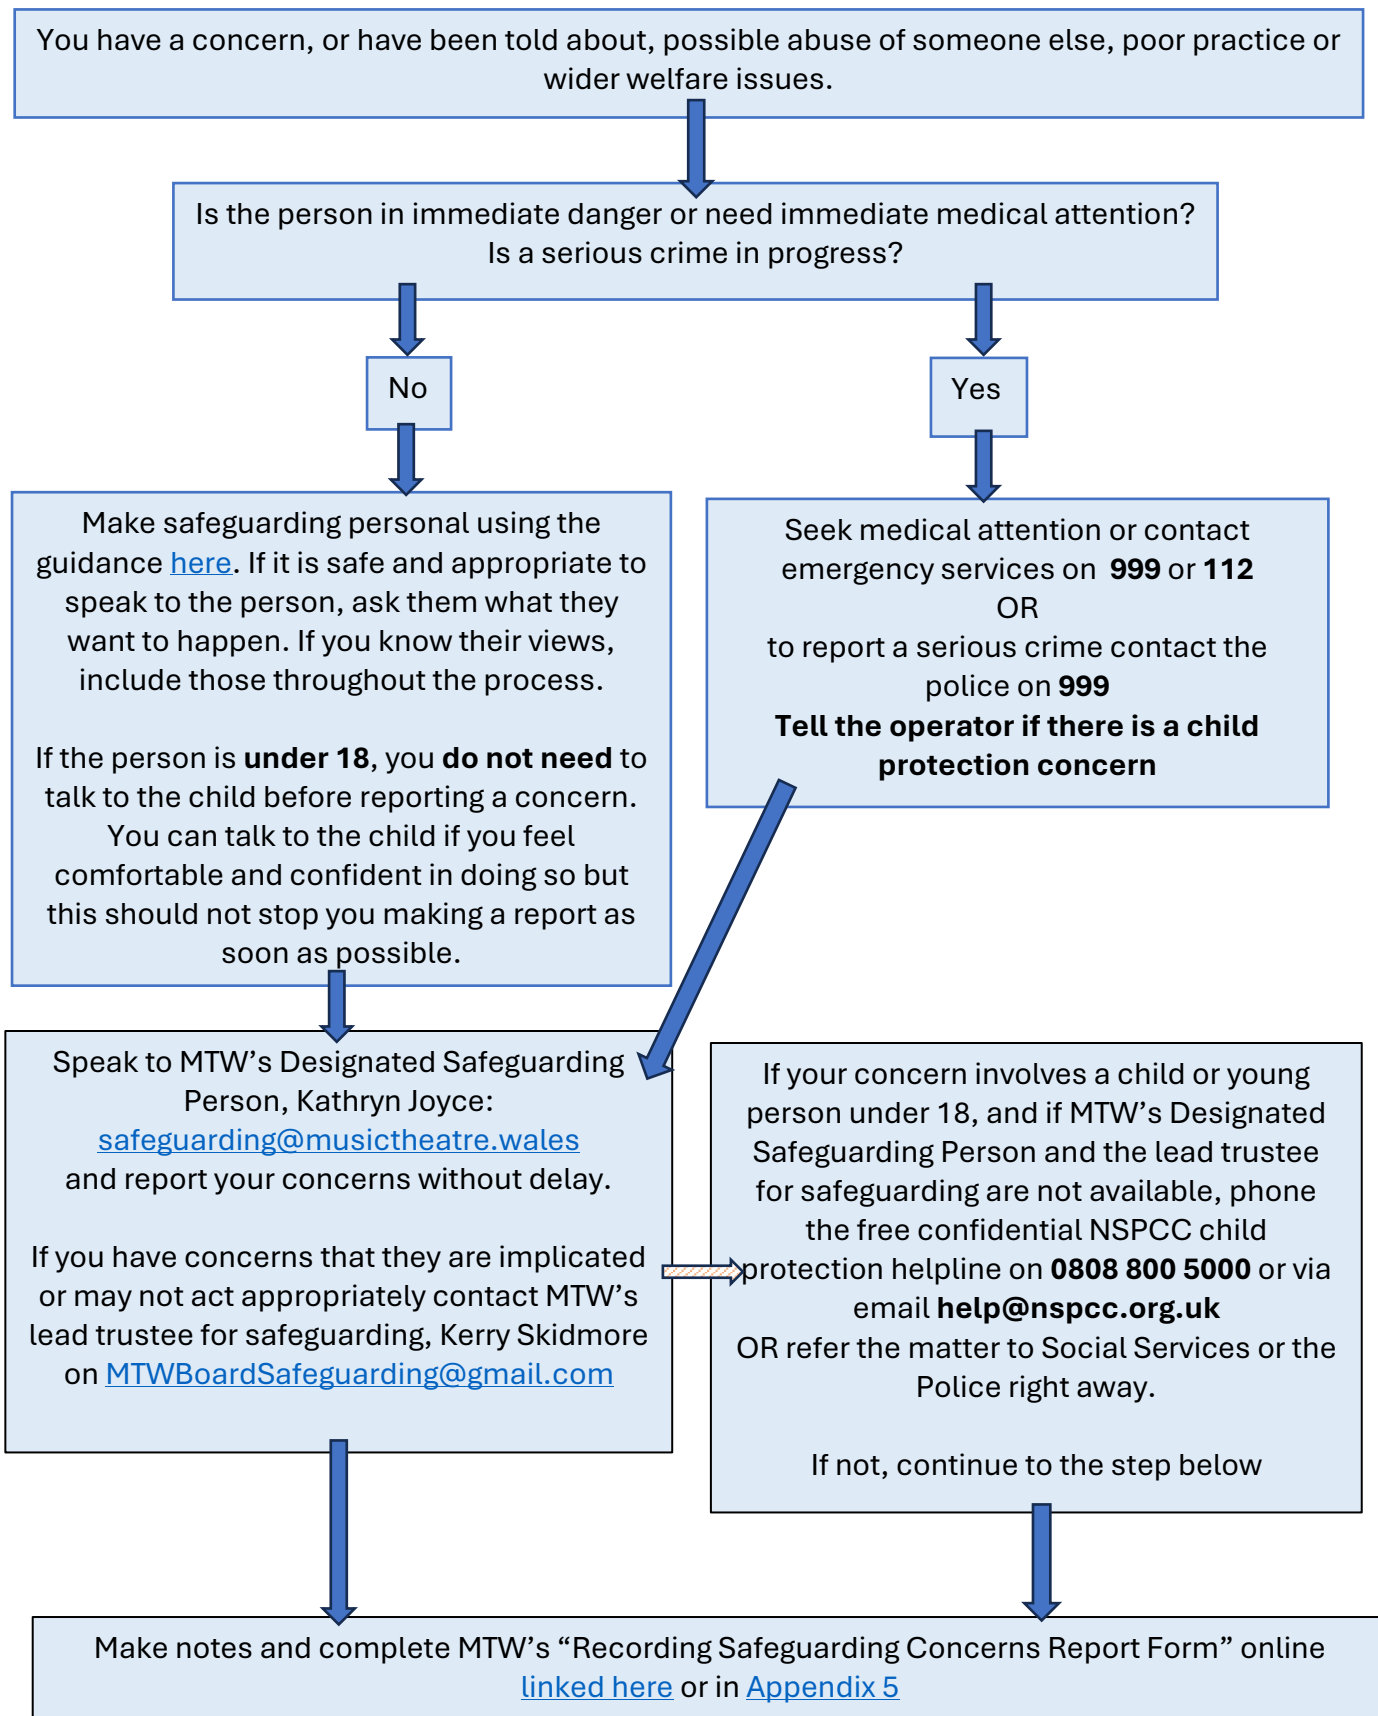 You have a concern, or have been told about, possible abuse of someone else, poor practice or
wider welfare issues.
Is the person in immediate danger or need immediate medical attention?
Is a serious crime in progress?
No
Yes
Make safeguarding personal using the
guidance here. If it is safe and appropriate to
speak to the person, ask them what they
want to happen. If you know their views,
include those throughout the process.
If the person is under 18, you do not need to
talk to the child before reporting a concern.
You can talk to the child if you feel
comfortable and confident in doing so but
this should not stop you making a report as
soon as possible.
Seek medical attention or contact
emergency services on 999 or 112
OR
to report a serious crime contact the
police on 999
Tell the operator if there is a child
protection concern
Speak to MTW’s Designated Safeguarding
Person, Kathryn Joyce:
safeguarding@musictheatre.wales
and report your concerns without delay.
If you have concerns that they are implicated
or may not act appropriately contact MTW’s
lead trustee for safeguarding, Kerry Skidmore
on MTWBoardSafeguarding@gmail.com
If your concern involves a child or young
person under 18, and if MTW’s Designated
Safeguarding Person and the lead trustee
for safeguarding are not available, phone
the free confidential NSPCC child
protection helpline on 0808 800 5000 or via
email help@nspcc.org.uk
OR refer the matter to Social Services or the
Police right away.
If not, continue to the step below
Make notes and complete MTW’s “Recording Safeguarding Concerns Report Form” online
linked here or in Appendix 5